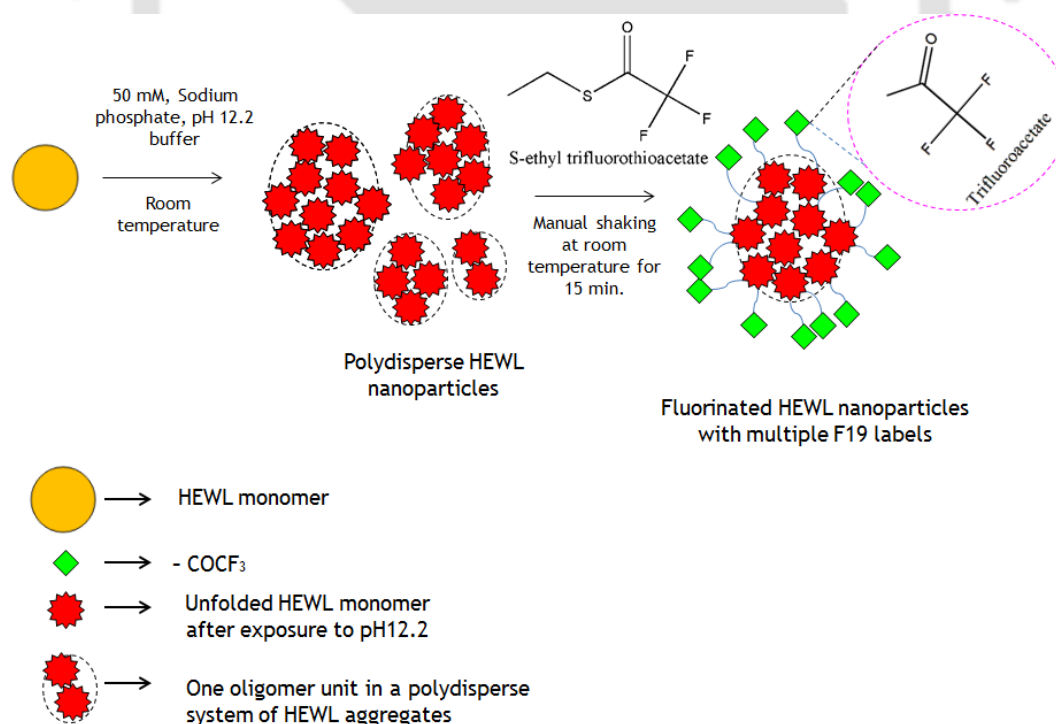 50 mM, Sodium
phosphate, pH 12.2
buffer
Room
temperature
O
S
F
F
F
S-ethyl trifluorothioacetate
Manual shaking
at room
temperature for
15 min.
O
F
F
F
Trifluoroacetate
Polydisperse HEWL
nanoparticles
Fluorinated HEWL nanoparticles
with multiple F19 labels
HEWL monomer
- COCF₃
Unfolded HEWL monomer
after exposure to pH12.2
One oligomer unit in a polydisperse
system of HEWL aggregates